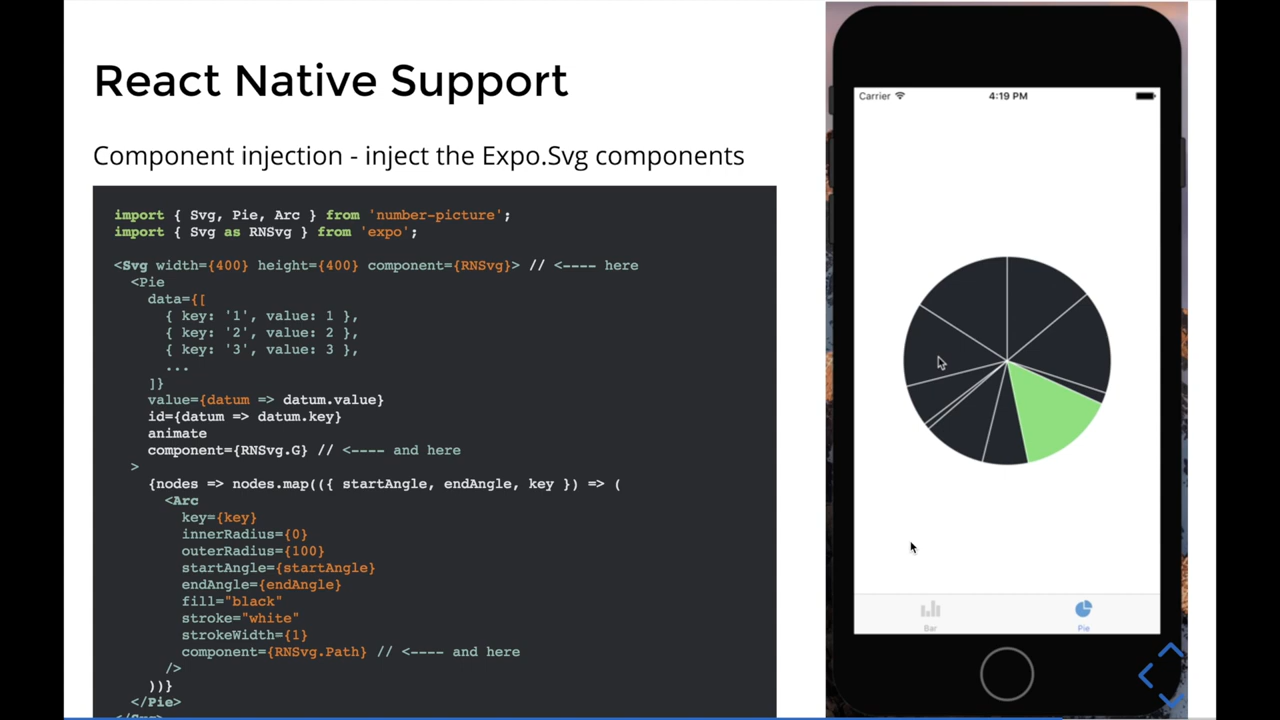 React Native Support
Component injection - inject the Expo.Svg components
import { Svg, Pie, Arc } from 'number-picture';
import { Svg as RNSvg } from 'expo';
<Svg width={400} height={400} component={RNSvg}> // <---- here
<Pie
data={[
{ key: '1', value: 1 },
{ key: '2', value: 2 },
{ key: '3', value: 3 },
...
]}
value={datum => datum.value}
id={datum => datum.key}
animate
component={RNSvg.G} // <---- and here
>
{nodes => nodes.map(({ startAngle, endAngle, key }) => (
<Arc
key={key}
innerRadius={0}
outerRadius={100}
startAngle={startAngle}
endAngle={endAngle}
fill="black"
stroke="white"
strokeWidth={1}
component={RNSvg.Path} // <---- and here
/>
))}
</Pie>
Carrier 4:19 PM
Bar Pie